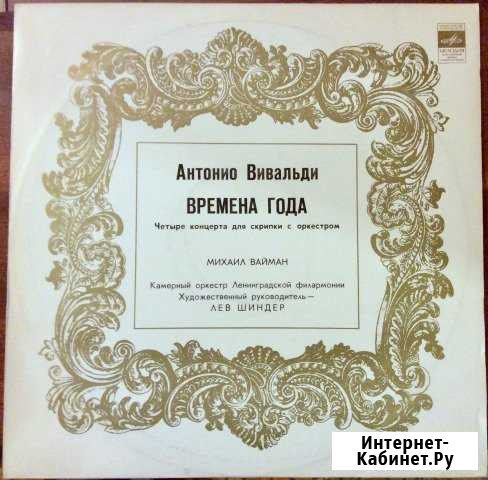 МЕЛОДИЯ
Антонио Вивальди
ВРЕМЕНА ГОДА
Четыре концерта для скрипки с оркестром
МИХАИЛ ВАЙМАН
Камерный оркестр Ленинградской филармонии
Художественный руководитель —
ЛЕВ ШИНДЕР
Интернет-
Кабинет.Ру